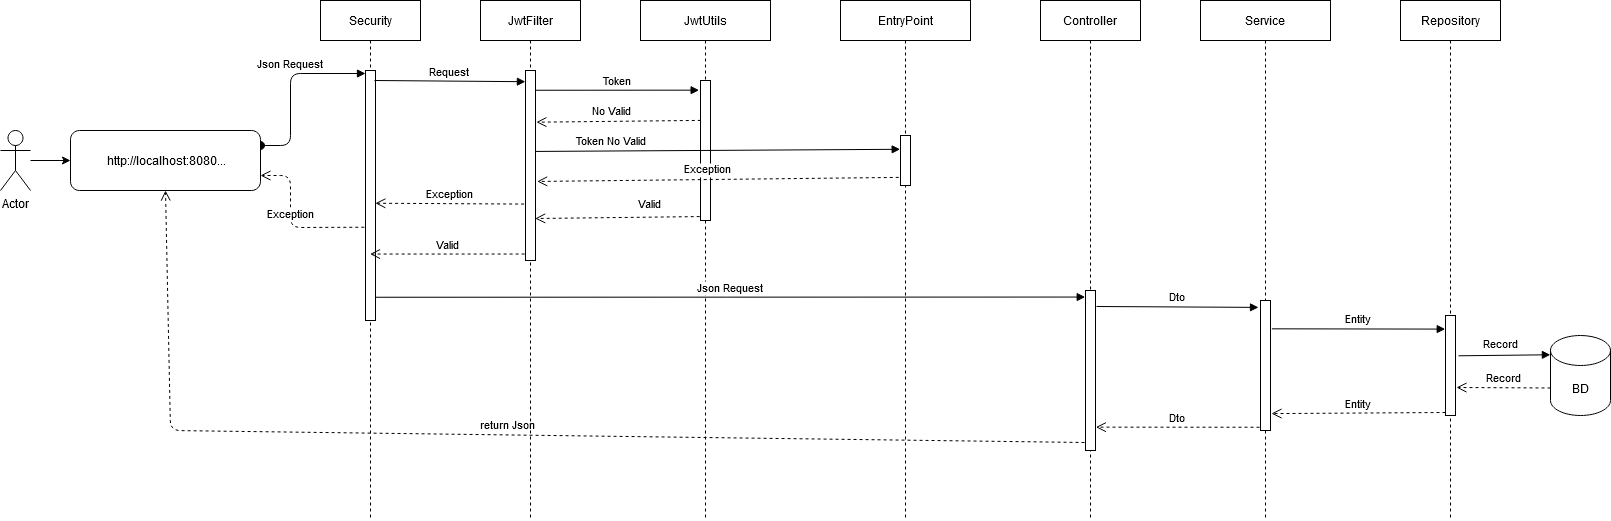 Security
JwtFilter
JwtUtils
EntryPoint
Controller
Service
Repository
Json Request
Request
Token
No Valid
Token No Valid
http://localhost:8080...
Exception
Exception
Actor
Valid
Exception
Valid
Json Request
Dto
Entity
Record
Record
BD
Entity
Dto
return Json